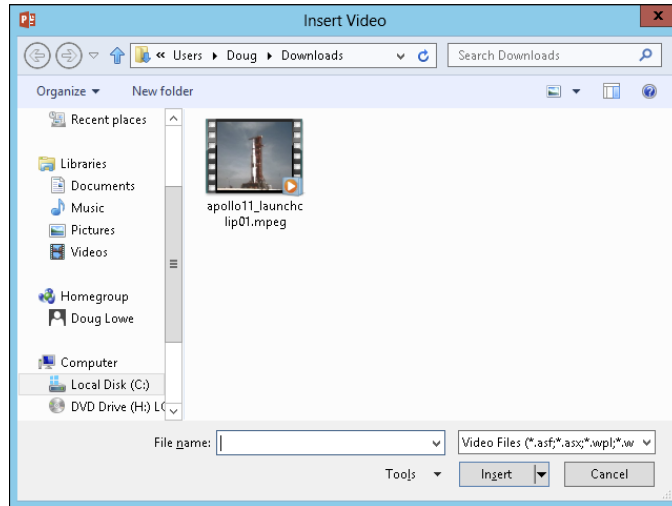 Insert Video
« Users ▸ Doug ▸ Downloads
Search Downloads
Organize
New folder
Recent places
Libraries
Documents
Music
Pictures
Videos
Homegroup
Doug Lowe
Computer
Local Disk (C:)
DVD Drive (H:)
apollo11_launchc
lip01.mpeg
File name:
Video Files (*.asf;*.asx;*.wpl;*.w
Tools
Insert
Cancel